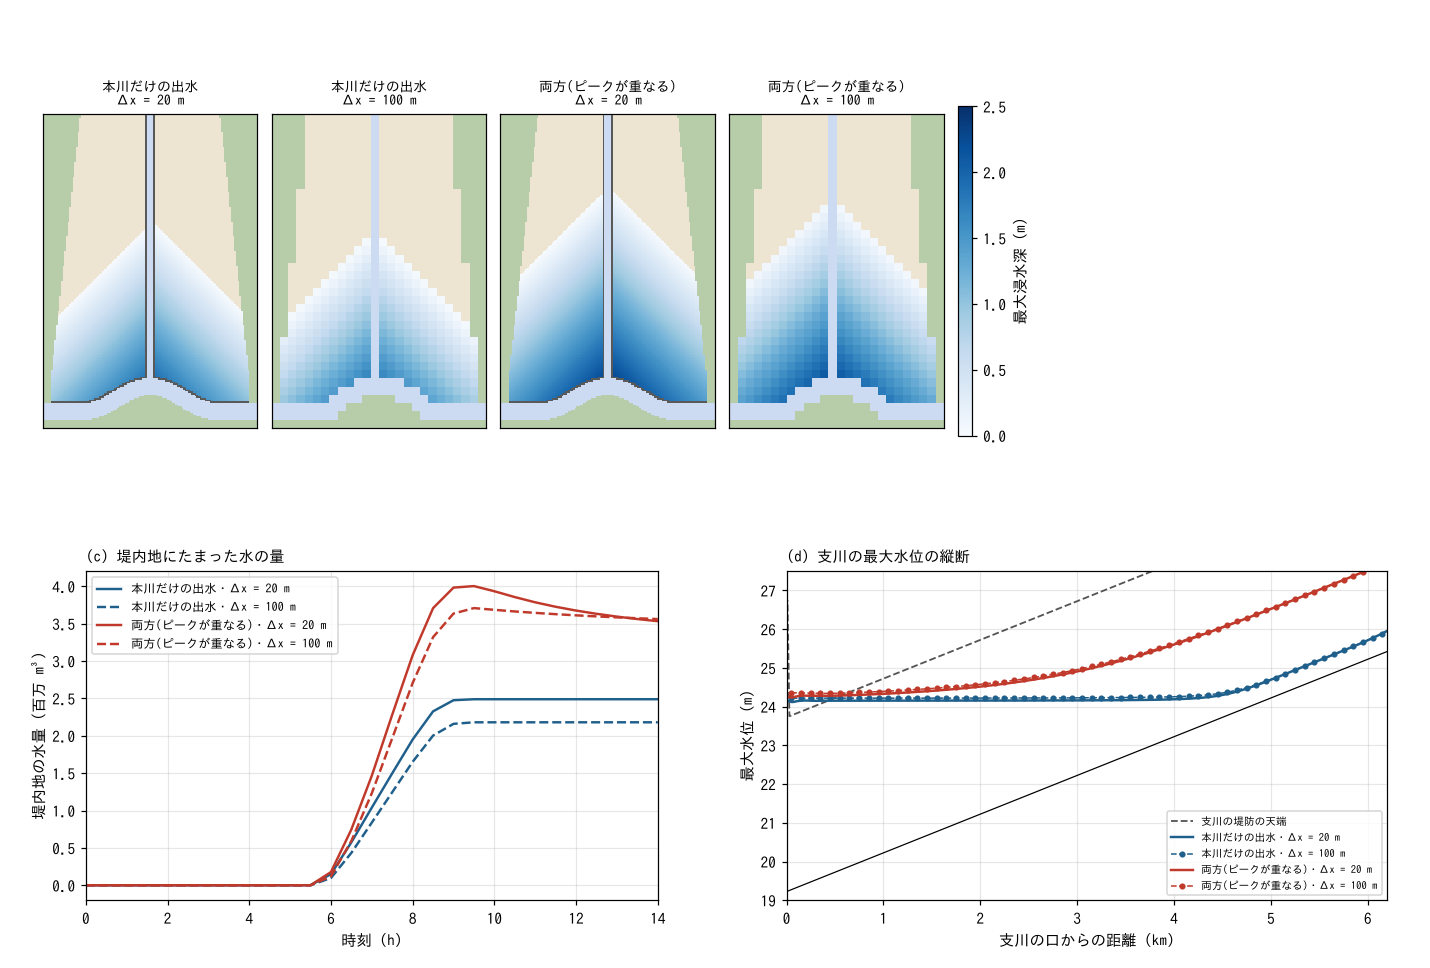 本川だけの出水
Δx = 20 m
本川だけの出水
Δx = 100 m
両方(ピークが重なる)
Δx = 20 m
両方(ピークが重なる)
Δx = 100 m
2.5
2.0
1.5
1.0
0.5
0.0
最大浸水深 (m)
(c) 堤内地にたまった水の量
4.0
3.5
3.0
2.5
2.0
1.5
1.0
0.5
0.0
堤内地の水量 (百万 m³)
本川だけの出水・Δx = 20 m
本川だけの出水・Δx = 100 m
両方(ピークが重なる)・Δx = 20 m
両方(ピークが重なる)・Δx = 100 m
0 2 4 6 8 10 12 14
時刻 (h)
(d) 支川の最大水位の縦断
27
26
25
24
23
22
21
20
19
最大水位 (m)
支川の堤防の天端
本川だけの出水・Δx = 20 m
本川だけの出水・Δx = 100 m
両方(ピークが重なる)・Δx = 20 m
両方(ピークが重なる)・Δx = 100 m
0 1 2 3 4 5 6
支川の口からの距離 (km)